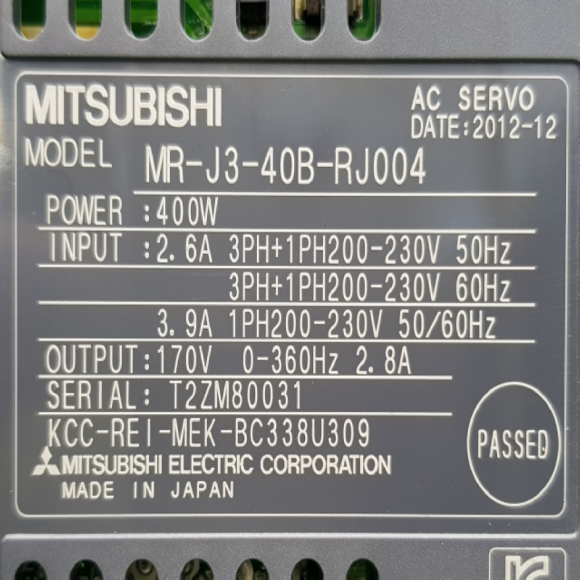 MITSUBISHI
AC SERVO
DATE:2012-12
MODEL MR-J3-40B-RJ004
POWER :400W
INPUT :2.6A 3PH+1PH200-230V 50Hz
3PH+1PH200-230V 60Hz
3.9A 1PH200-230V 50/60Hz
OUTPUT:170V 0-360Hz 2.8A
SERIAL: T2ZM80031
KCC-REI-MEK-BC338U309
PASSED
MITSUBISHI ELECTRIC CORPORATION
MADE IN JAPAN